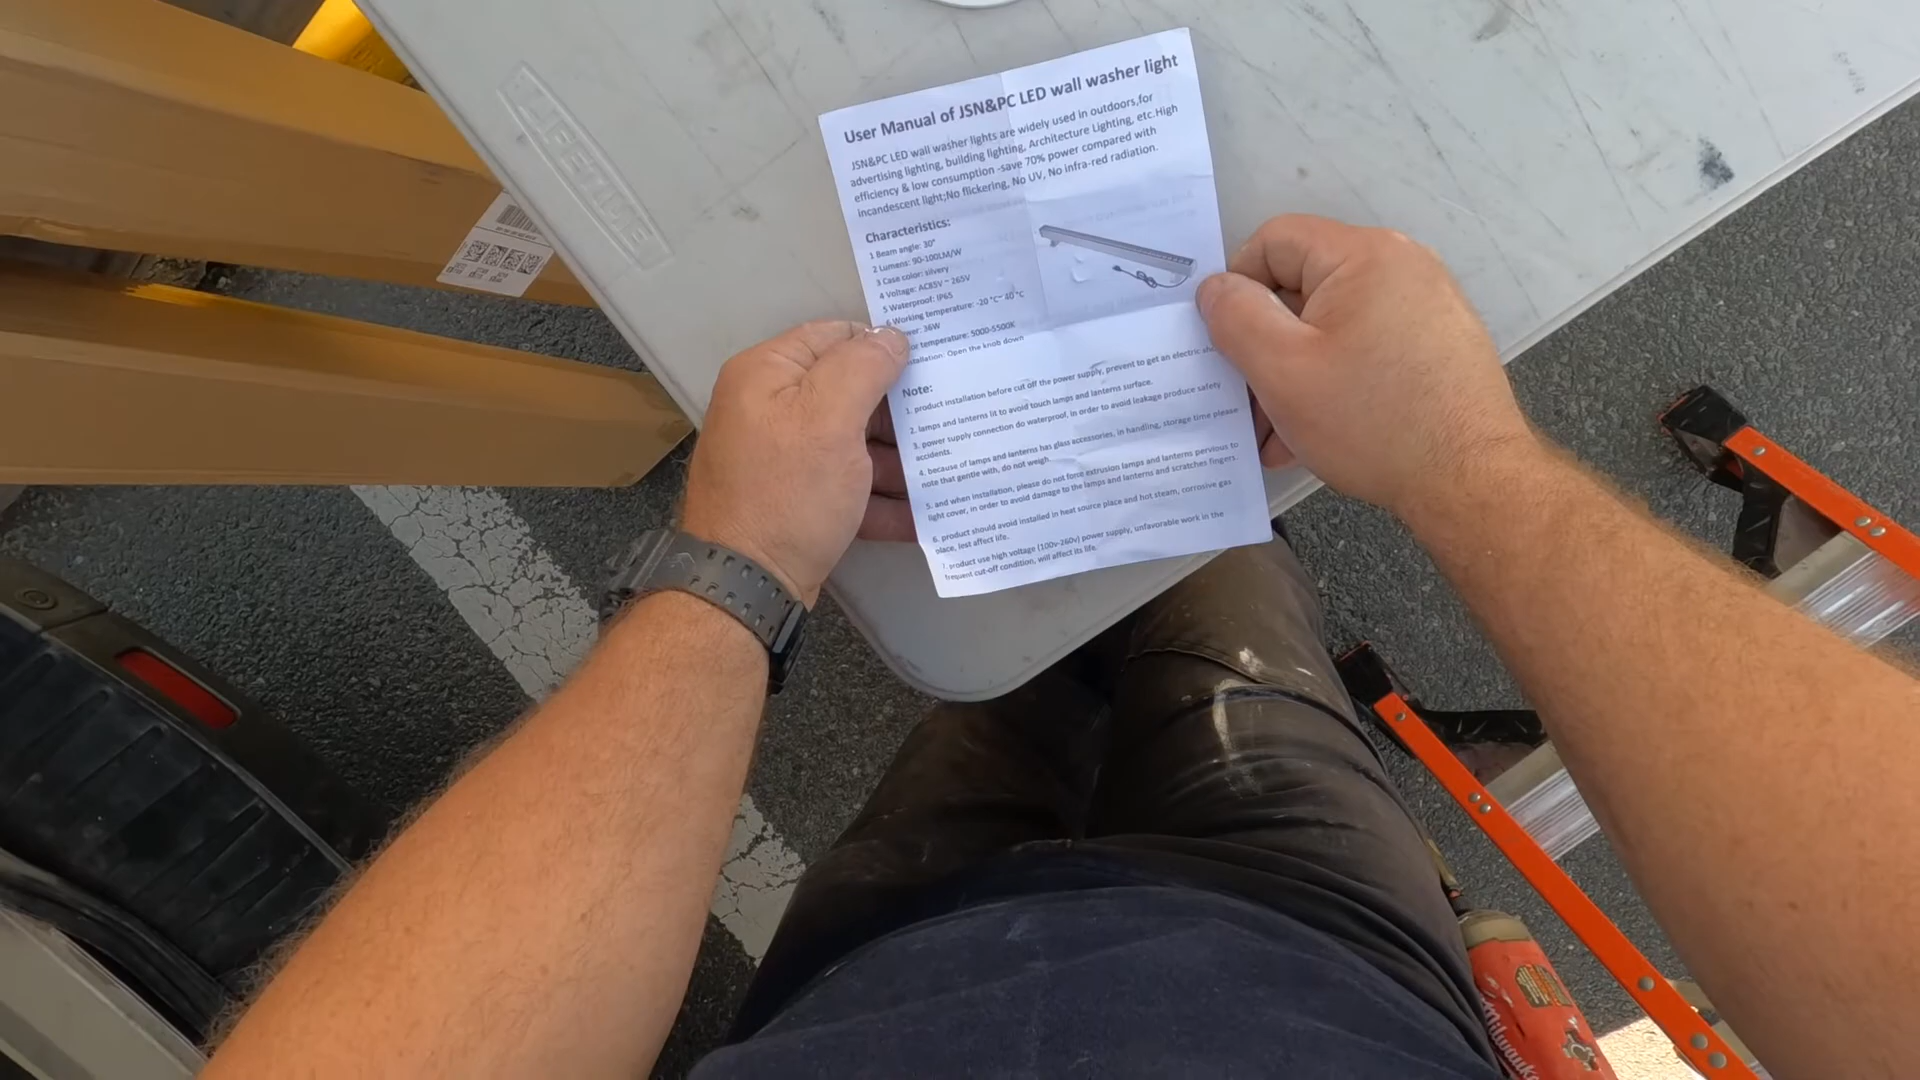 LIFETIME
User Manual of JSN&PC LED wall washer light
JSN&PC LED wall washer lights are widely used in outdoors,for
advertising lighting, building lighting, Architecture Lighting, etc.High
efficiency & low consumption -save 70% power compared with
incandescent light;No flickering, No UV, No infra-red radiation.
Characteristics:
1 Beam angle: 30°
2 Lumens: 90-100LM/W
3 Case color: silvery
4 Voltage: AC85V ~ 265V
5 Waterproof: IP65
6 Working temperature: -20 °C~ 40 °C
36W
temperature: 5000-5500K
Open the knob down
Note:
1. product installation before cut off the power supply, prevent to get an electric
2. lamps and lanterns lit to avoid touch lamps and lanterns surface.
3. power supply connection do waterproof, in order to avoid leakage produce safety
accidents.
4. because of lamps and lanterns has glass accessories, in handling, storage time please
note that gentle with, do not weigh
5. and when installation, please do not force extrusion lamps and lanterns pervious to
light cover, in order to avoid damage to the lamps and lanterns and scratches fingers.
6. product should avoid installed in heat source place and hot steam, corrosive gas
place, lest affect life.
7. product use high voltage (100v-260v) power supply, unfavorable work in the
frequent cut-off condition, will affect its life.
Milwaukee